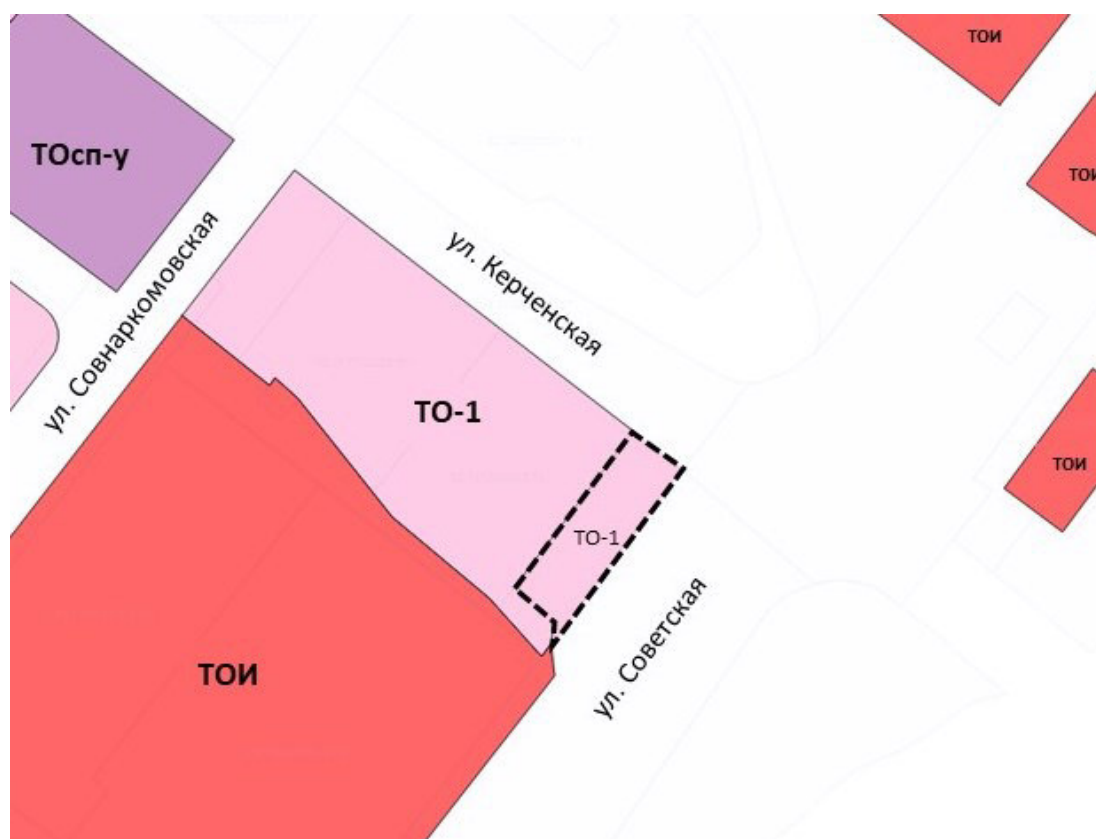 ТОИ
ТОсп-у
ТОИ
ул. Совнаркомовская
ул. Керченская
ТО-1
ТОИ
ТО-1
ул. Советская
ТОИ